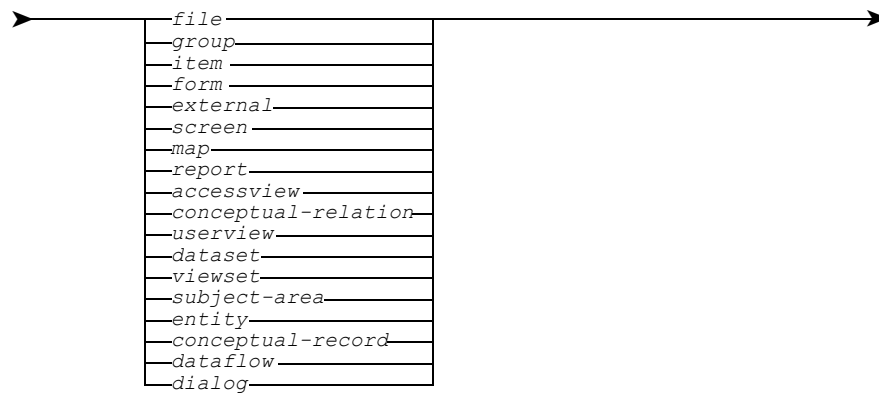 file
group
item
form
external
screen
map
report
accessview
conceptual-relation
userview
dataset
viewset
subject-area
entity
conceptual-record
dataflow
dialog